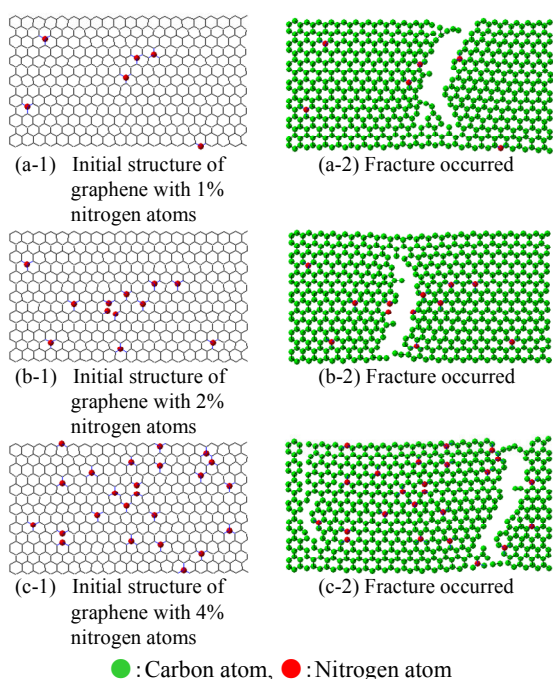 (a-1) Initial structure of
graphene with 1%
nitrogen atoms
(a-2) Fracture occurred
(b-1) Initial structure of
graphene with 2%
nitrogen atoms
(b-2) Fracture occurred
(c-1) Initial structure of
graphene with 4%
nitrogen atoms
(c-2) Fracture occurred
: Carbon atom, : Nitrogen atom